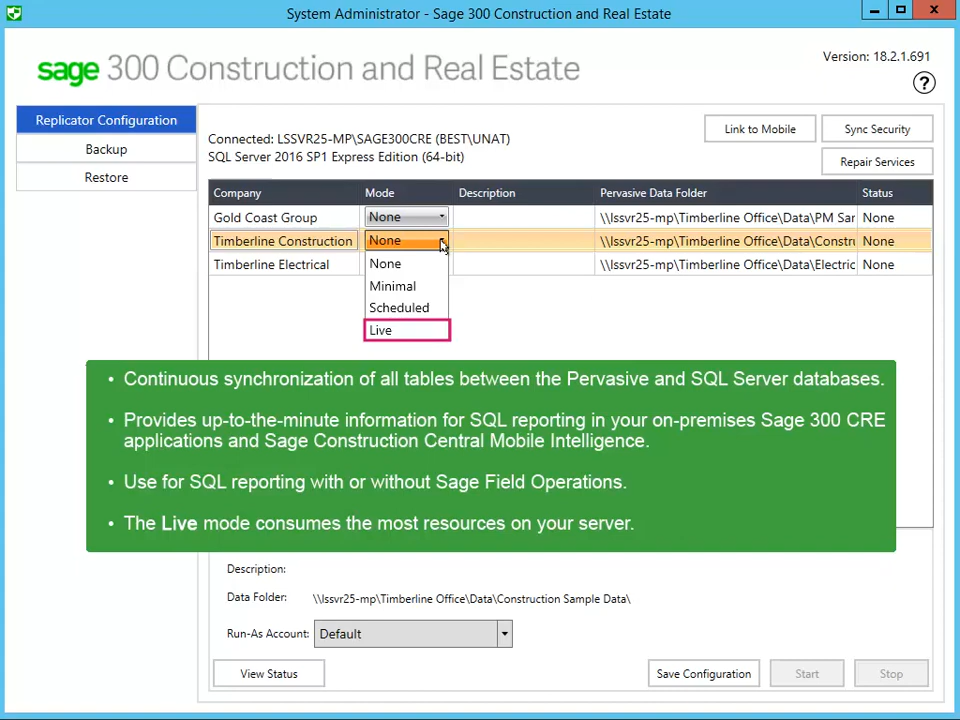 System Administrator - Sage 300 Construction and Real Estate
sage 300 Construction and Real Estate
Version: 18.2.1.691
?
Replicator Configuration
Backup
Restore
Connected: LSSVR25-MP\SAGE300CRE (BEST\UNAT)
SQL Server 2016 SP1 Express Edition (64-bit)
Link to Mobile
Sync Security
Repair Services
Company Mode Description Pervasive Data Folder Status
Gold Coast Group None \\lssvr25-mp\Timberline Office\Data\PM Sar None
Timberline Construction None \\lssvr25-mp\Timberline Office\Data\Constru None
Timberline Electrical \\lssvr25-mp\Timberline Office\Data\Electric None
None
Minimal
Scheduled
Live
• Continuous synchronization of all tables between the Pervasive and SQL Server databases.
• Provides up-to-the-minute information for SQL reporting in your on-premises Sage 300 CRE
applications and Sage Construction Central Mobile Intelligence.
• Use for SQL reporting with or without Sage Field Operations.
• The Live mode consumes the most resources on your server.
Description:
Data Folder: \\lssvr25-mp\Timberline Office\Data\Construction Sample Data\
Run-As Account: Default
View Status
Save Configuration
Start
Stop